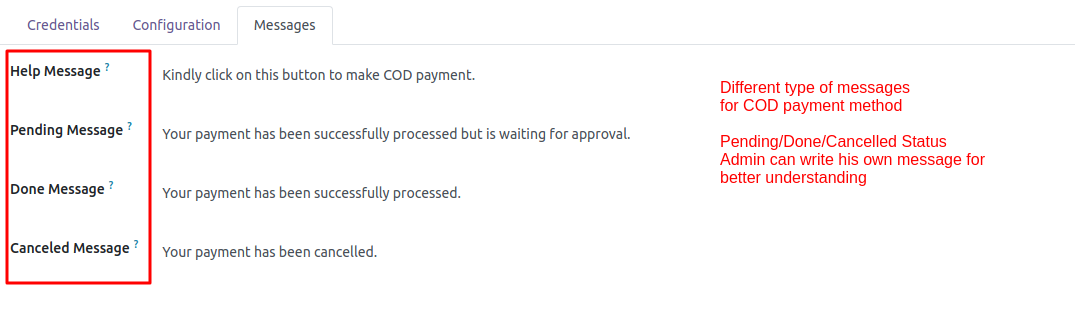 Credentials Configuration Messages
Help Message ? Kindly click on this button to make COD payment.
Pending Message ? Your payment has been successfully processed but is waiting for approval.
Done Message ? Your payment has been successfully processed.
Canceled Message ? Your payment has been cancelled.
Different type of messages
for COD payment method
Pending/Done/Cancelled Status
Admin can write his own message for
better understanding